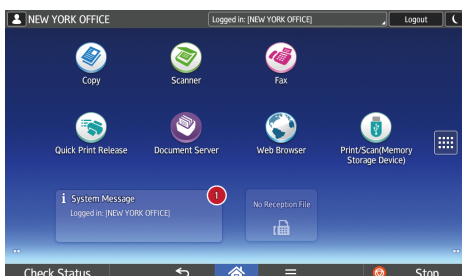 NEW YORK OFFICE
Logged in: [NEW YORK OFFICE]
Logout
Copy
Scanner
Fax
Quick Print Release
Document Server
Web Browser
Print/Scan(Memory
Storage Device)
i System Message
1
Logged in: [NEW YORK OFFICE]
No Reception File
Check Status
Stop